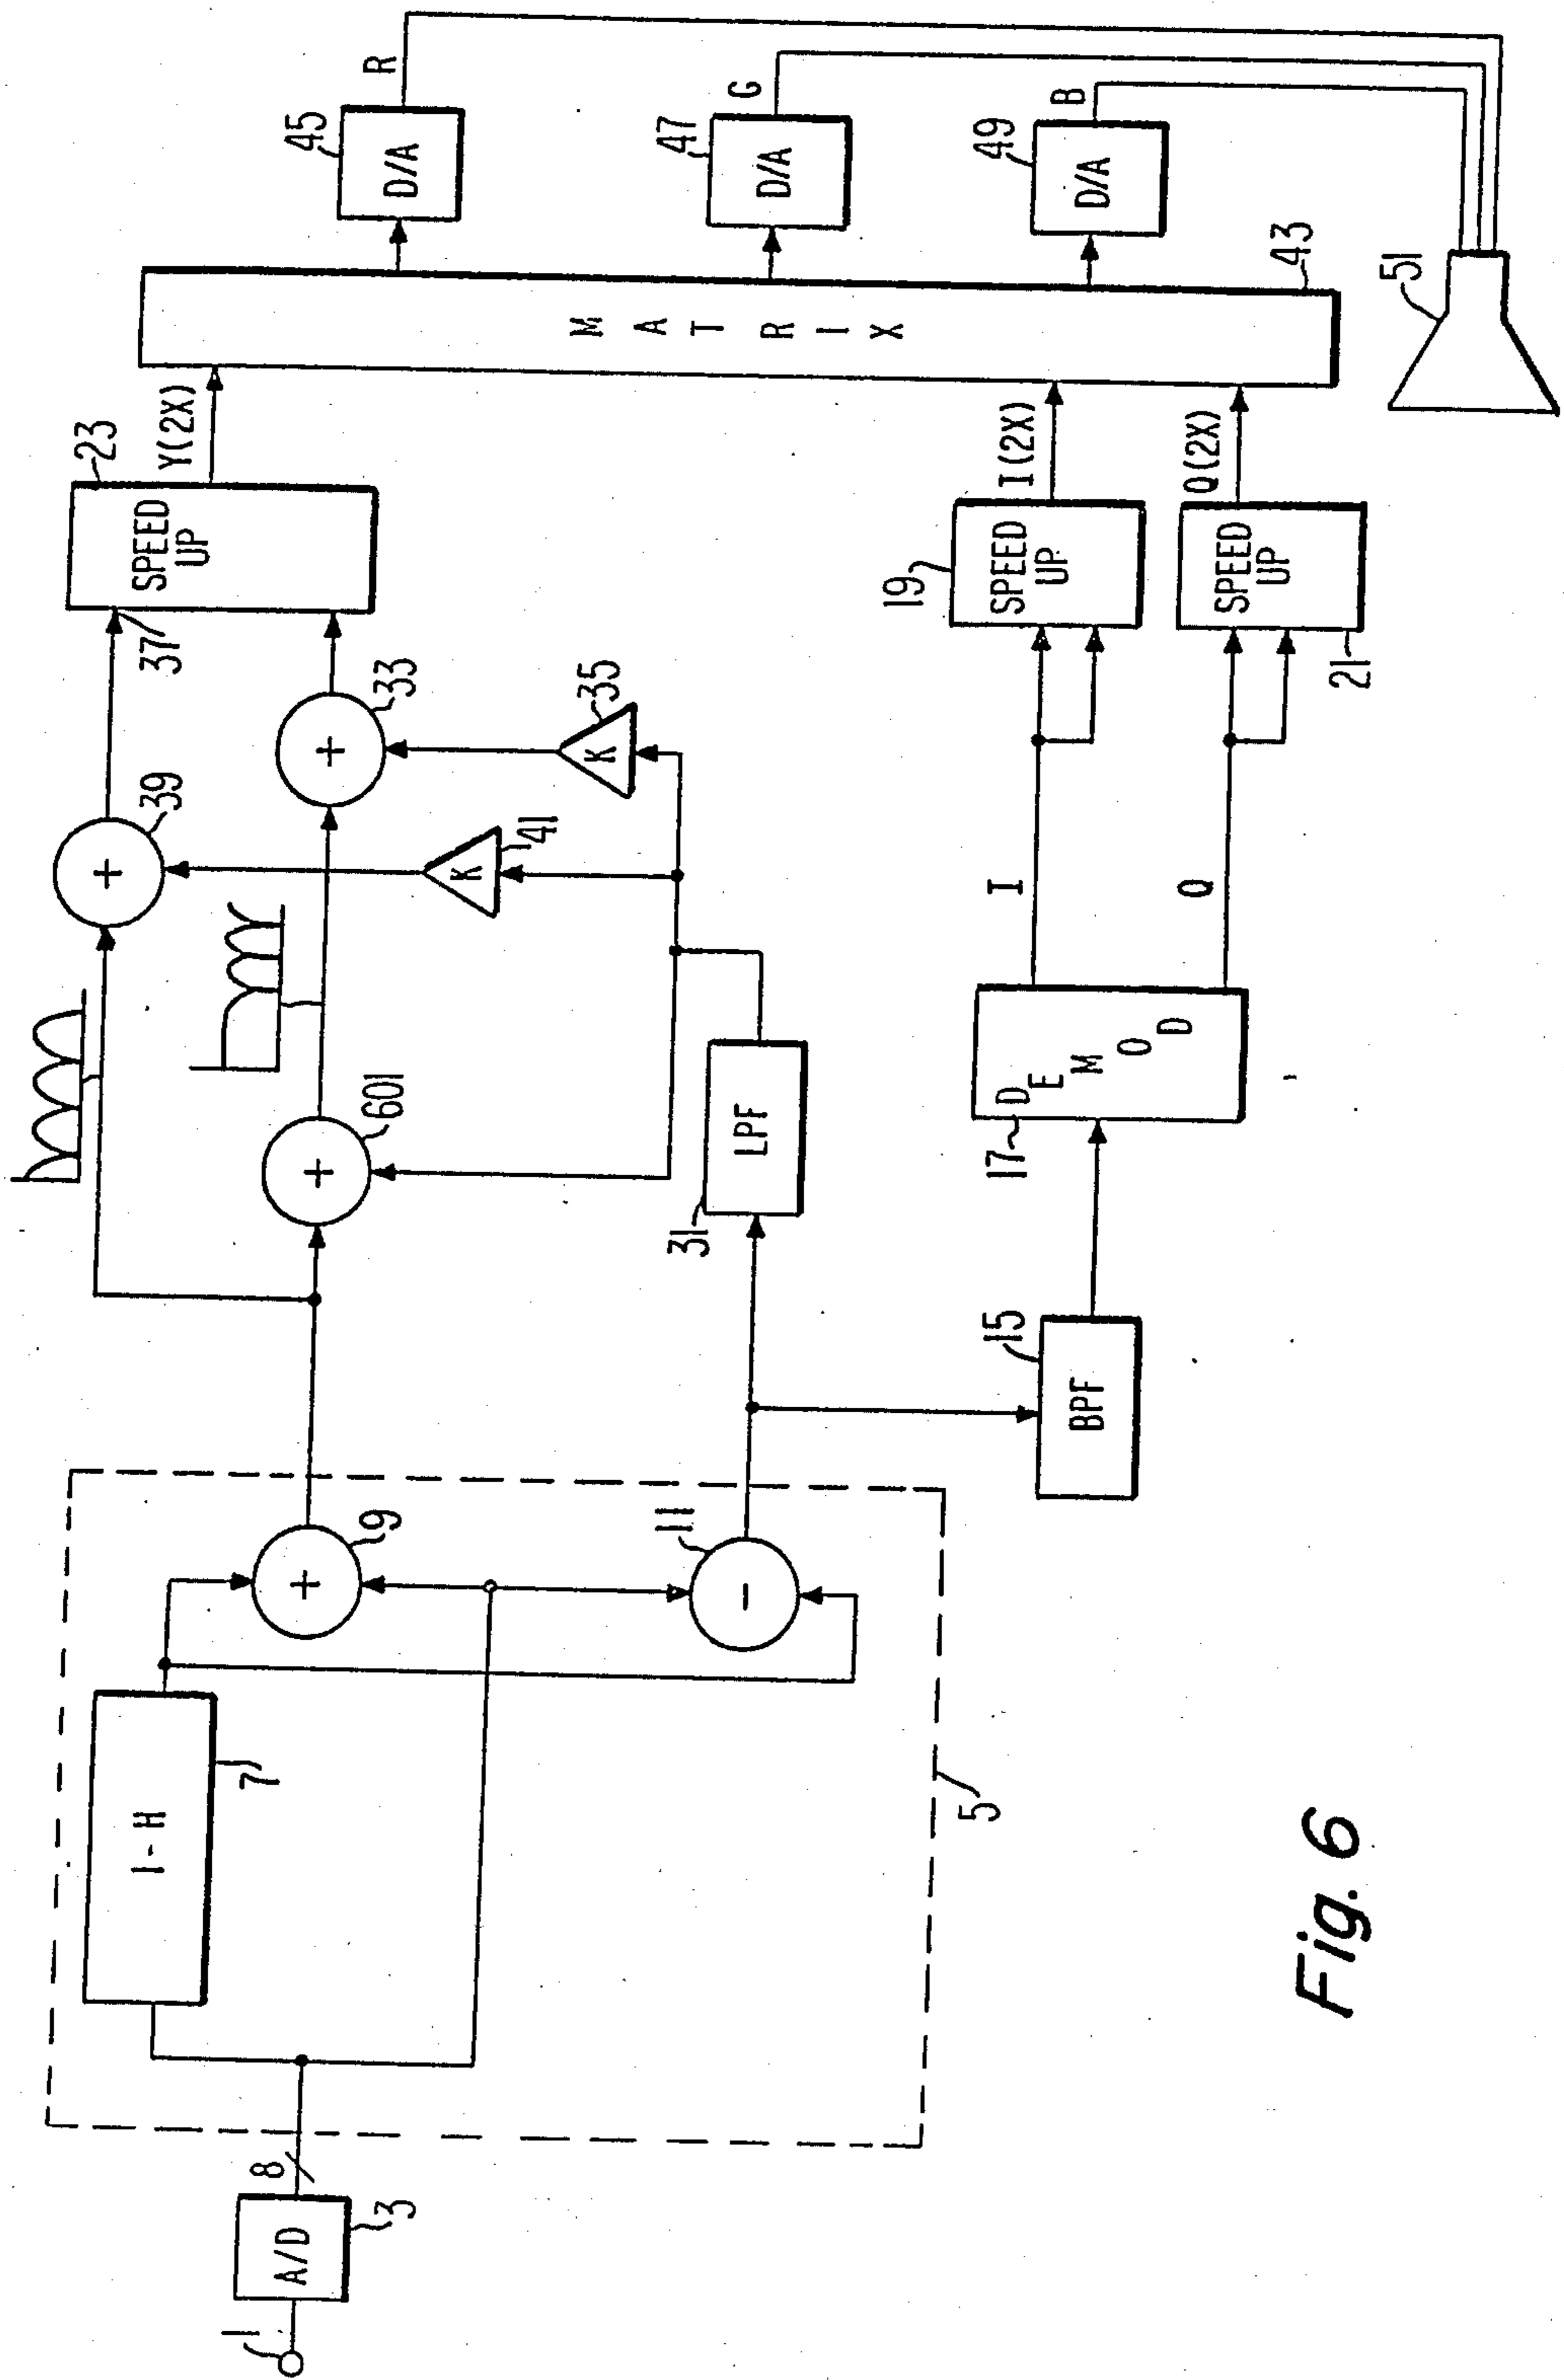 1
A/D
3
8
5
1-H
7
+
9
-
11
+
601
+
39
+
33
K
41
K
35
37
SPEED
UP
23
Y(2X)
LPF
31
BPF
15
DEMOD
17
I
Q
SPEED
UP
19
I(2X)
SPEED
UP
21
Q(2X)
MATRIX
43
D/A
45
R
D/A
47
G
D/A
49
B
51
Fig. 6